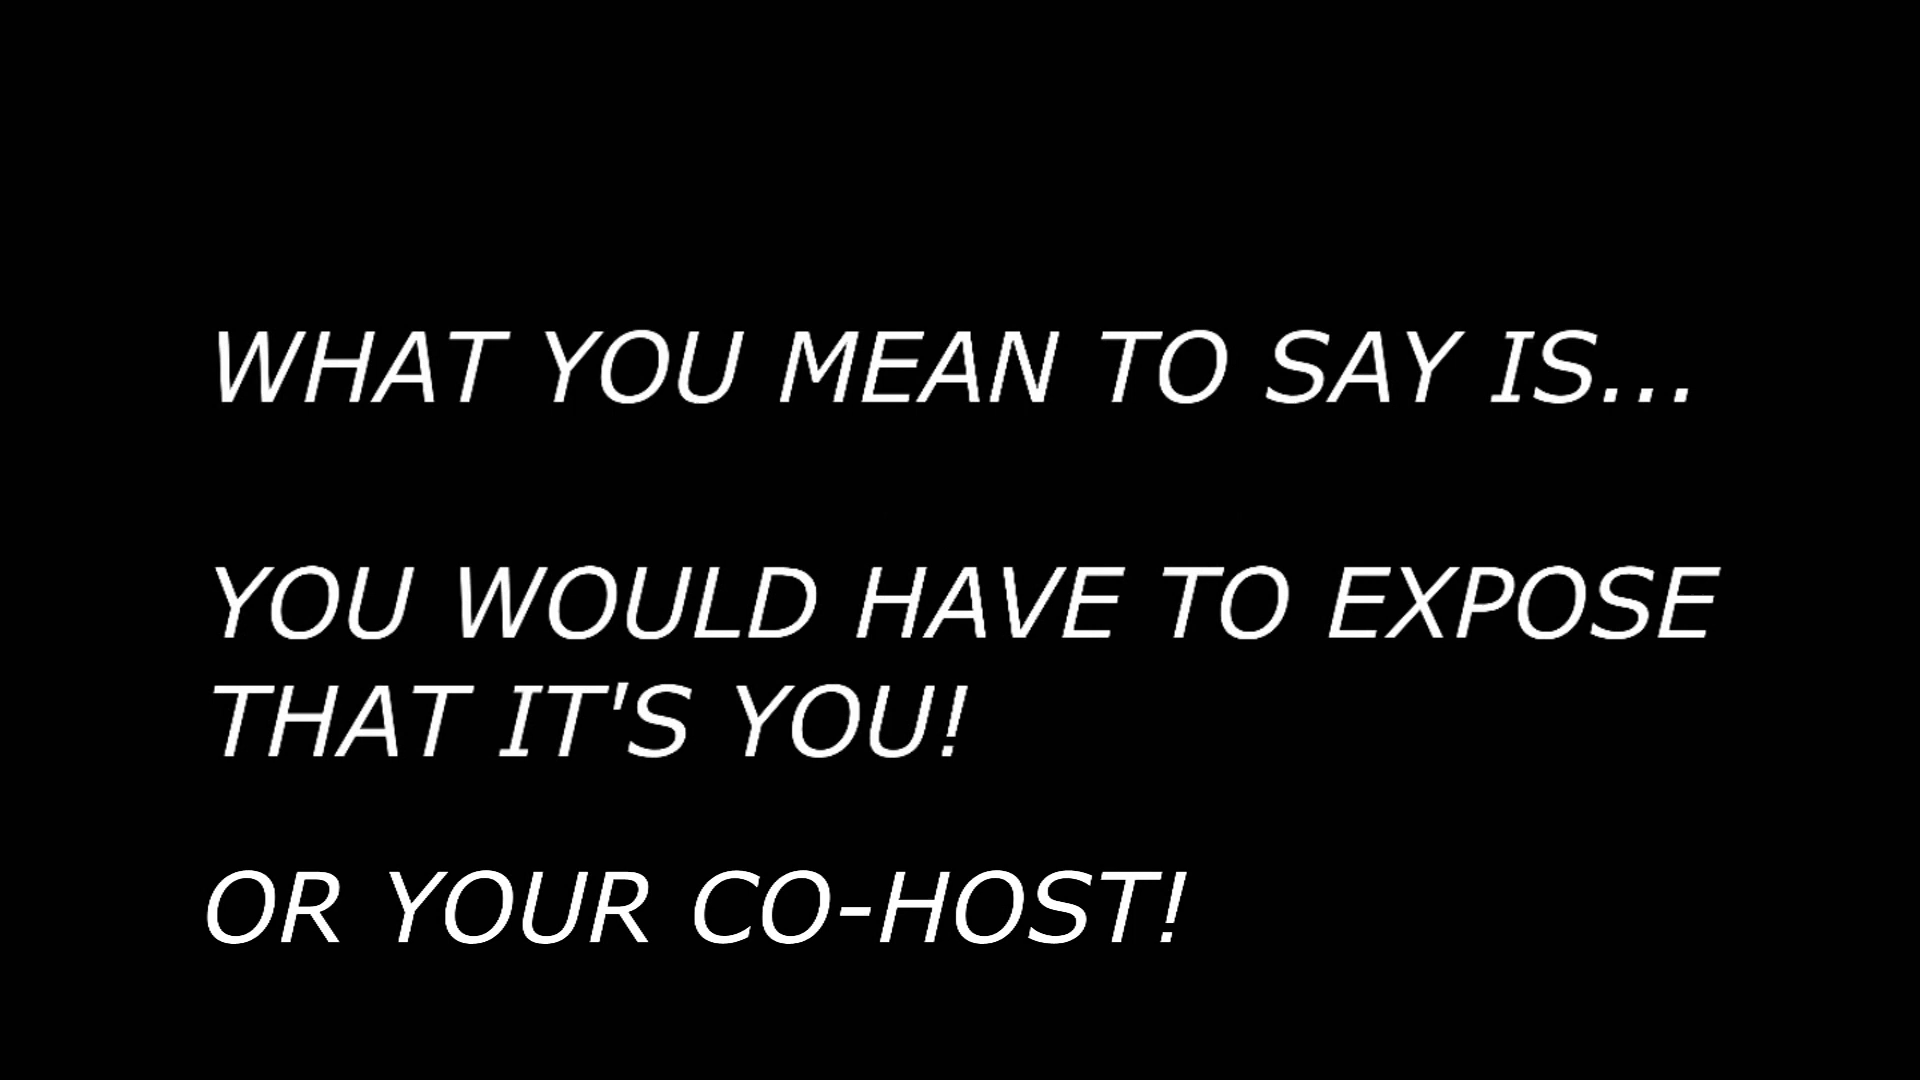 WHAT YOU MEAN TO SAY IS...
YOU WOULD HAVE TO EXPOSE
THAT IT'S YOU!
OR YOUR CO-HOST!